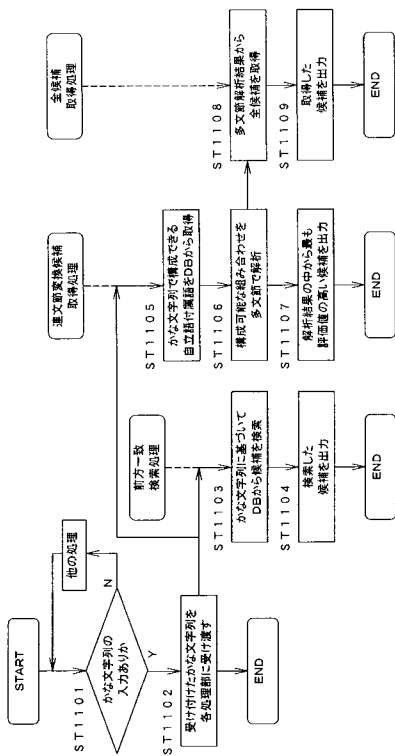 START
他の処理
ST1101
かな文字列の
入力ありか
N
Y
ST1102
受け付けたかな文字列を
各処理部に受け渡す
END
前方一致
検索処理
ST1103
かな文字列に基づいて
DBから候補を検索
ST1104
検索した
候補を出力
END
連文節変換候補
取得処理
ST1105
かな文字列で構成できる
自立語付属語をDBから取得
ST1106
構成可能な組み合わせを
多文節で解析
ST1107
解析結果の中から最も
評価値の高い候補を出力
END
全候補
取得処理
ST1108
多文節解析結果から
全候補を取得
ST1109
取得した
候補を出力
END